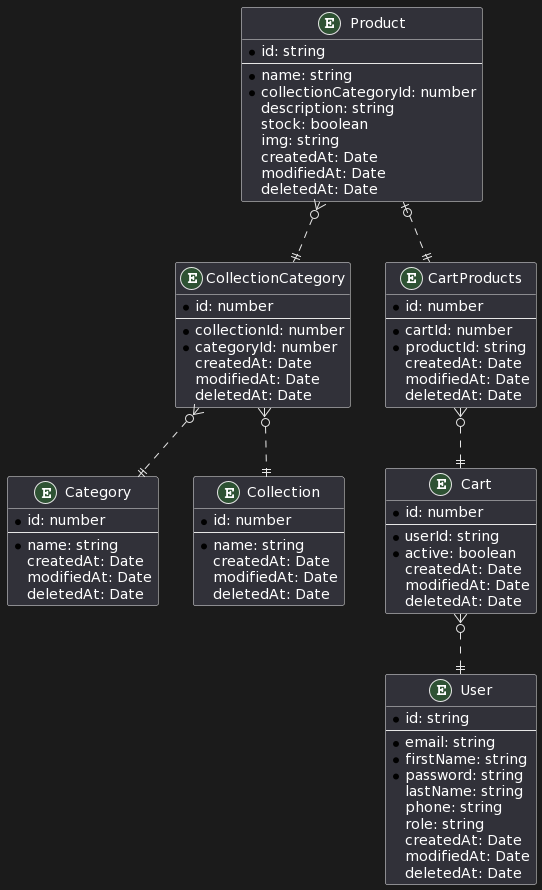 E Product
id: string
name: string
collectionCategoryId: number
description: string
stock: boolean
img: string
createdAt: Date
modifiedAt: Date
deletedAt: Date
E CollectionCategory
id: number
collectionId: number
categoryId: number
createdAt: Date
modifiedAt: Date
deletedAt: Date
E CartProducts
id: number
cartId: number
productId: string
createdAt: Date
modifiedAt: Date
deletedAt: Date
E Category
id: number
name: string
createdAt: Date
modifiedAt: Date
deletedAt: Date
E Collection
id: number
name: string
createdAt: Date
modifiedAt: Date
deletedAt: Date
E Cart
id: number
userId: string
active: boolean
createdAt: Date
modifiedAt: Date
deletedAt: Date
E User
id: string
email: string
firstName: string
password: string
lastName: string
phone: string
role: string
createdAt: Date
modifiedAt: Date
deletedAt: Date